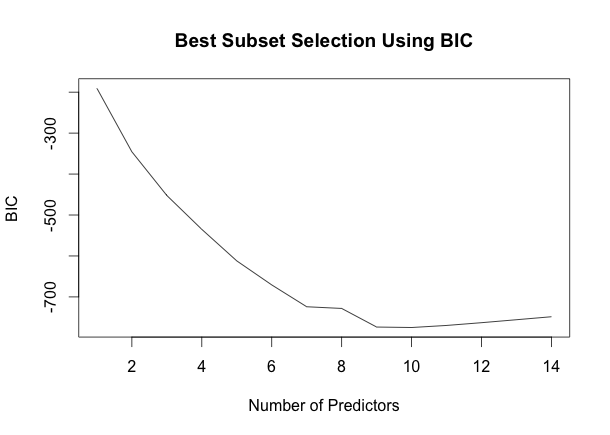 Best Subset Selection Using BIC
BIC
-300
-500
-700
2 4 6 8 10 12 14
Number of Predictors